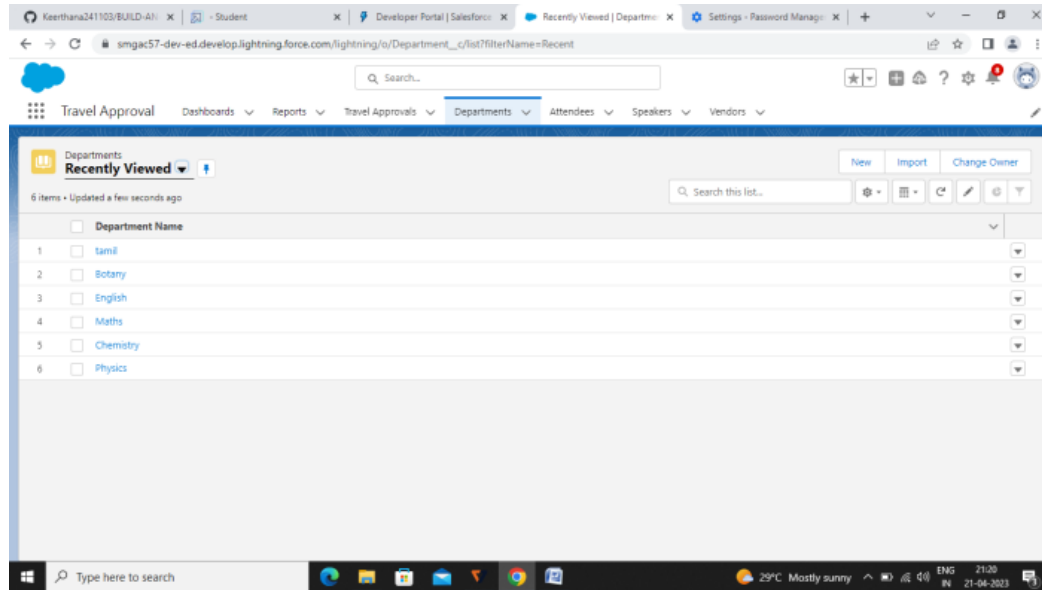 Keerthana241103/BUILD-AN
- Student
Developer Portal | Salesforce
Recently Viewed | Departme
Settings - Password Manage
smgac57-dev-ed.develop.lightning.force.com/lightning/o/Department__c/list?filterName=Recent
Search...
Travel Approval
Dashboards
Reports
Travel Approvals
Departments
Attendees
Speakers
Vendors
Departments
Recently Viewed
New
Import
Change Owner
6 items • Updated a few seconds ago
Search this list...
Department Name
1 tamil
2 Botany
3 English
4 Maths
5 Chemistry
6 Physics
Type here to search
29°C Mostly sunny
ENG
IN
21:20
21-04-2023